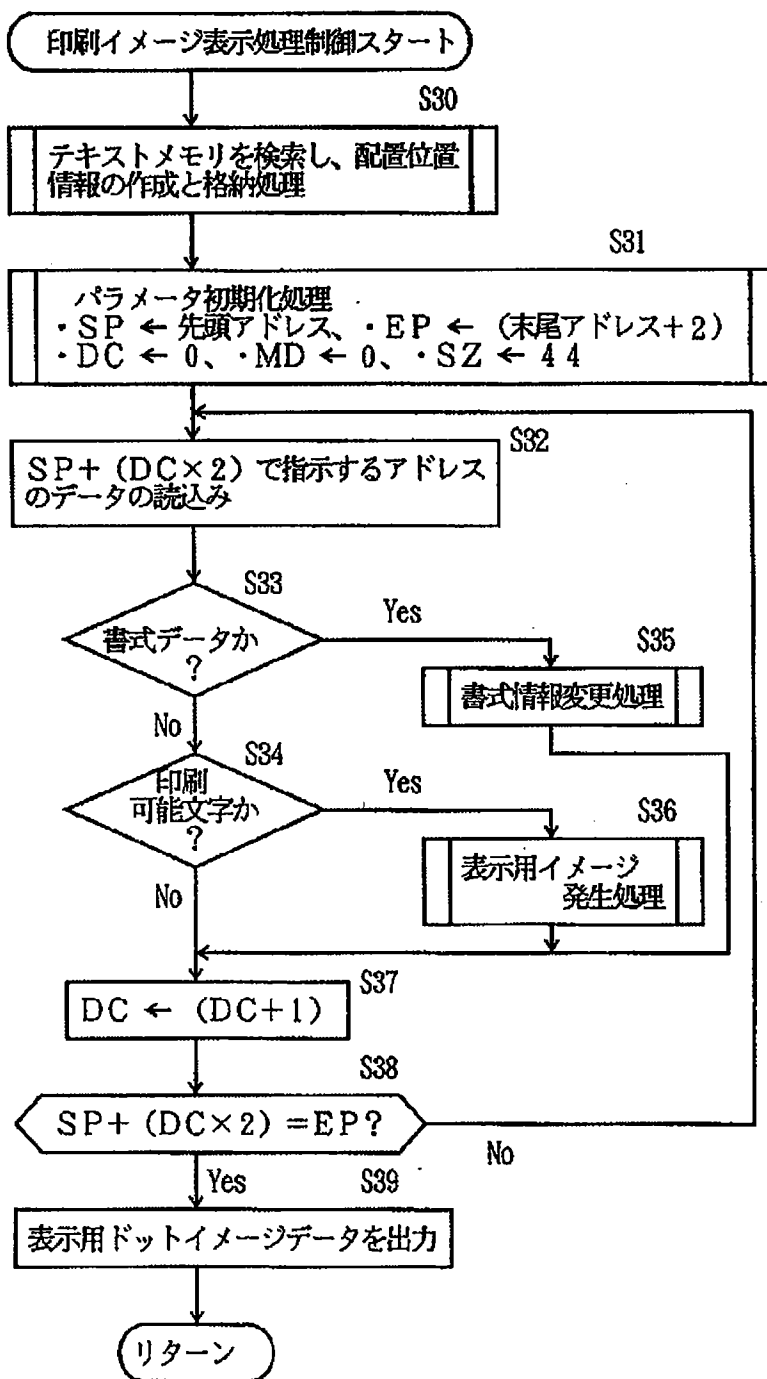 印刷イメージ表示処理制御スタート
S30
テキストメモリを検索し、配置位置
情報の作成と格納処理
S31
パラメータ初期化処理
・SP ← 先頭アドレス、・EP ← (末尾アドレス+2)
・DC ← 0、・MD ← 0、・SZ ← 44
S32
SP+(DC×2)で指示するアドレス
のデータの読込み
S33
書式データか
?
Yes
S35
書式情報変更処理
No
S34
印刷
可能文字か
?
Yes
S36
表示用イメージ
発生処理
No
S37
DC ← (DC+1)
S38
SP+(DC×2)=EP?
No
Yes
S39
表示用ドットイメージデータを出力
リターン